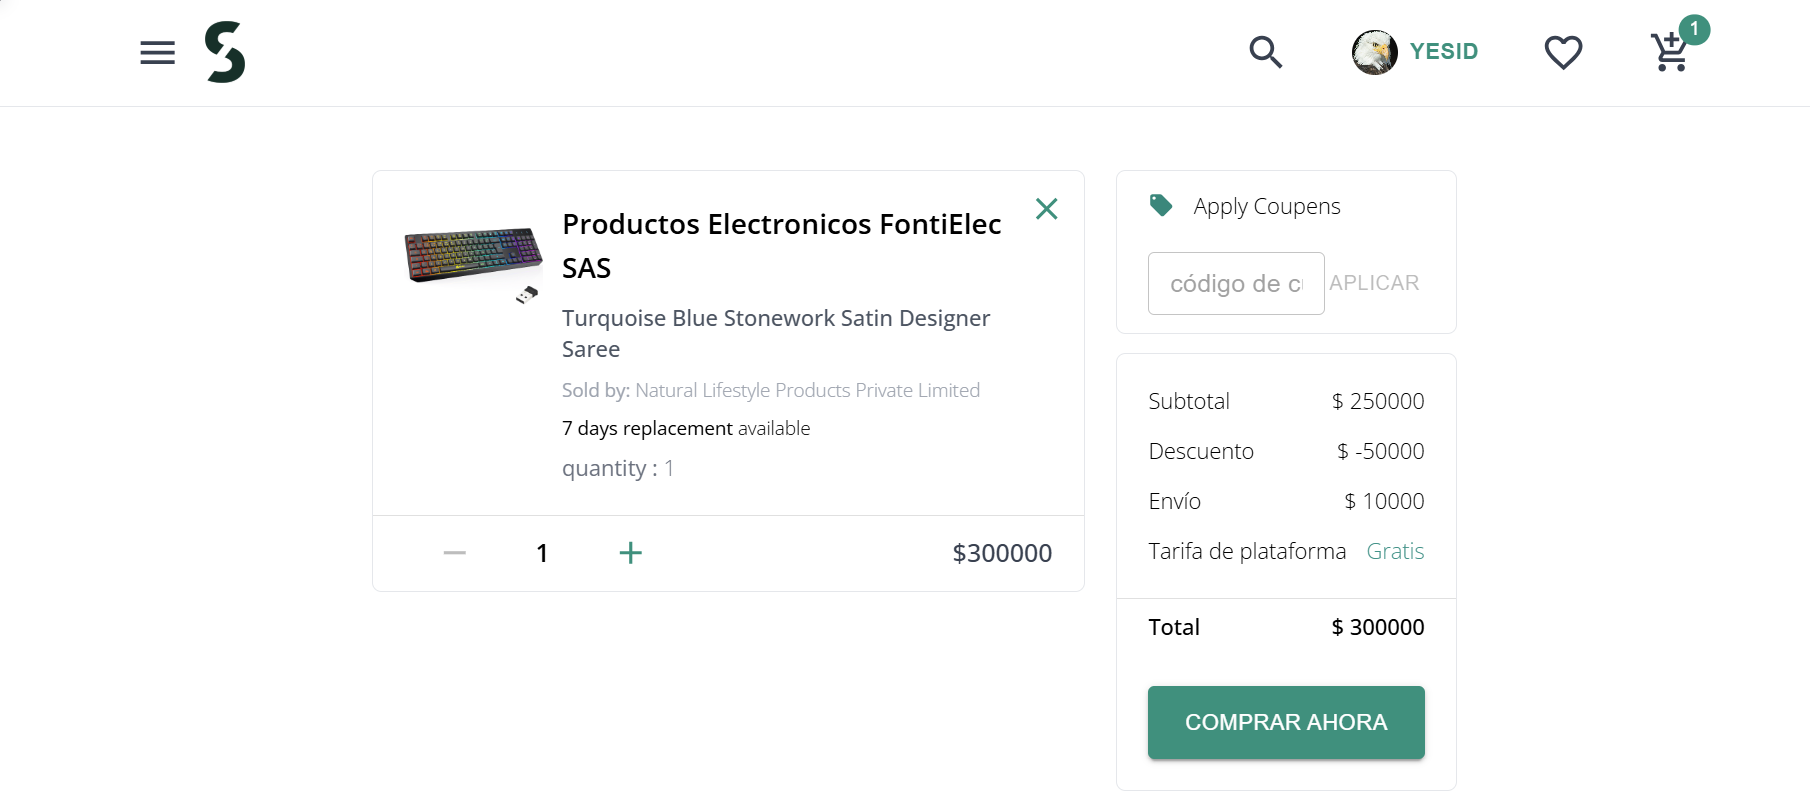 YESID
1
Productos Electronicos FontiElec
SAS
Turquoise Blue Stonework Satin Designer
Saree
Sold by: Natural Lifestyle Products Private Limited
7 days replacement available
quantity : 1
1
$300000
Apply Coupens
código de c
APLICAR
Subtotal $ 250000
Descuento $ -50000
Envío $ 10000
Tarifa de plataforma Gratis
Total $ 300000
COMPRAR AHORA